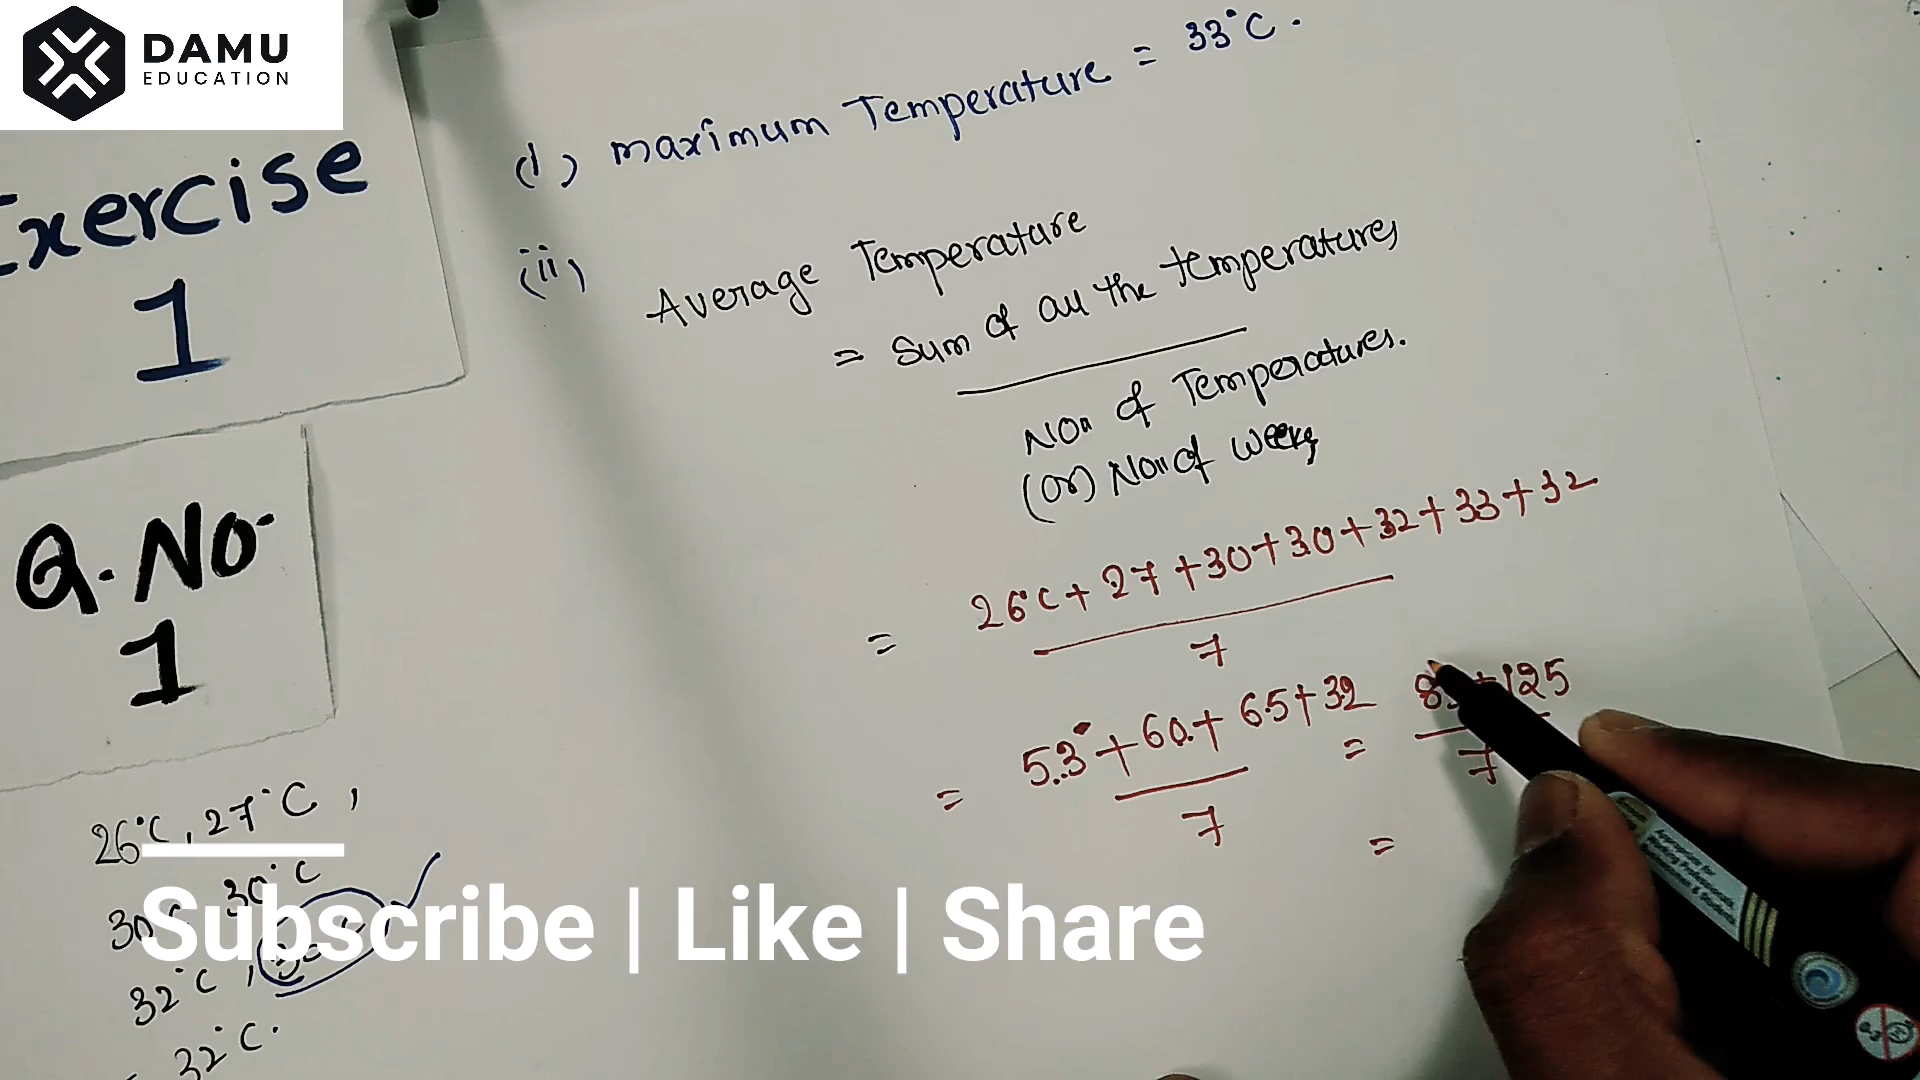 DAMU
EDUCATION
Exercise
1
Q.No.
1
26°C, 27°C,
30°C 30°C
32°C,
32°C.
(i) maximum Temperature = 33°C.
(ii) Average Temperature
= Sum of all the temperatures
No" of Temperatures.
(or) No" of weeks
= 26°C + 27 + 30 + 30 + 32 + 33 + 32
7
= 53° + 60 + 65 + 32
7
= + 125
7
=
Subscribe | Like | Share